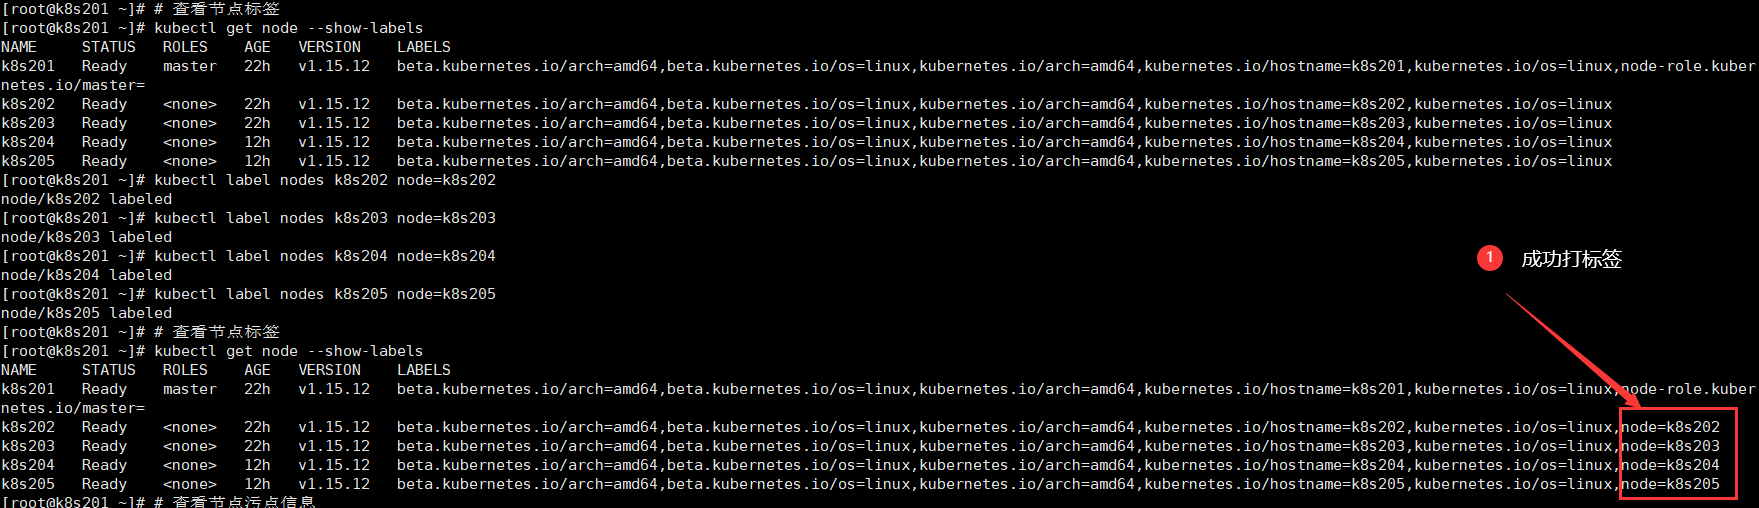 [root@k8s201 ~]# # 查看节点标签
[root@k8s201 ~]# kubectl get node --show-labels
NAME     STATUS   ROLES    AGE   VERSION    LABELS
k8s201   Ready    master   22h   v1.15.12   beta.kubernetes.io/arch=amd64,beta.kubernetes.io/os=linux,kubernetes.io/arch=amd64,kubernetes.io/hostname=k8s201,kubernetes.io/os=linux,node-role.kuber
netes.io/master=
k8s202   Ready    <none>   22h   v1.15.12   beta.kubernetes.io/arch=amd64,beta.kubernetes.io/os=linux,kubernetes.io/arch=amd64,kubernetes.io/hostname=k8s202,kubernetes.io/os=linux
k8s203   Ready    <none>   22h   v1.15.12   beta.kubernetes.io/arch=amd64,beta.kubernetes.io/os=linux,kubernetes.io/arch=amd64,kubernetes.io/hostname=k8s203,kubernetes.io/os=linux
k8s204   Ready    <none>   12h   v1.15.12   beta.kubernetes.io/arch=amd64,beta.kubernetes.io/os=linux,kubernetes.io/arch=amd64,kubernetes.io/hostname=k8s204,kubernetes.io/os=linux
k8s205   Ready    <none>   12h   v1.15.12   beta.kubernetes.io/arch=amd64,beta.kubernetes.io/os=linux,kubernetes.io/arch=amd64,kubernetes.io/hostname=k8s205,kubernetes.io/os=linux
[root@k8s201 ~]# kubectl label nodes k8s202 node=k8s202
node/k8s202 labeled
[root@k8s201 ~]# kubectl label nodes k8s203 node=k8s203
node/k8s203 labeled
[root@k8s201 ~]# kubectl label nodes k8s204 node=k8s204
1 成功打标签
node/k8s204 labeled
[root@k8s201 ~]# kubectl label nodes k8s205 node=k8s205
node/k8s205 labeled
[root@k8s201 ~]# # 查看节点标签
[root@k8s201 ~]# kubectl get node --show-labels
NAME     STATUS   ROLES    AGE   VERSION    LABELS
k8s201   Ready    master   22h   v1.15.12   beta.kubernetes.io/arch=amd64,beta.kubernetes.io/os=linux,kubernetes.io/arch=amd64,kubernetes.io/hostname=k8s201,kubernetes.io/os=linux,node-role.kuber
netes.io/master=
k8s202   Ready    <none>   22h   v1.15.12   beta.kubernetes.io/arch=amd64,beta.kubernetes.io/os=linux,kubernetes.io/arch=amd64,kubernetes.io/hostname=k8s202,kubernetes.io/os=linux,node=k8s202
k8s203   Ready    <none>   22h   v1.15.12   beta.kubernetes.io/arch=amd64,beta.kubernetes.io/os=linux,kubernetes.io/arch=amd64,kubernetes.io/hostname=k8s203,kubernetes.io/os=linux,node=k8s203
k8s204   Ready    <none>   12h   v1.15.12   beta.kubernetes.io/arch=amd64,beta.kubernetes.io/os=linux,kubernetes.io/arch=amd64,kubernetes.io/hostname=k8s204,kubernetes.io/os=linux,node=k8s204
k8s205   Ready    <none>   12h   v1.15.12   beta.kubernetes.io/arch=amd64,beta.kubernetes.io/os=linux,kubernetes.io/arch=amd64,kubernetes.io/hostname=k8s205,kubernetes.io/os=linux,node=k8s205
[root@k8s201 ~]# # 查看节点污点信息